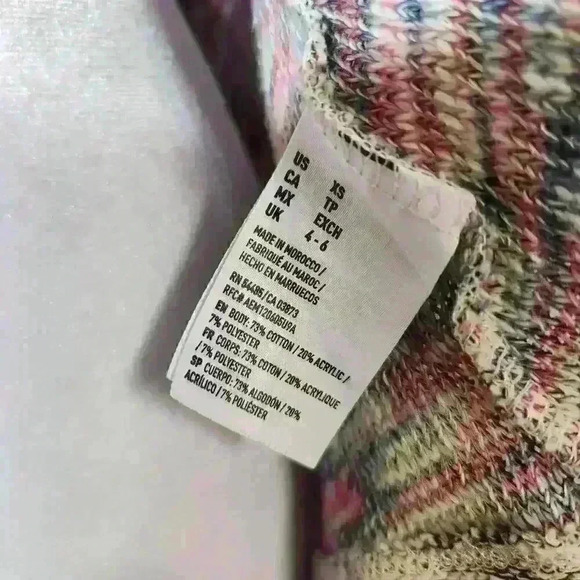 US XS
CA TP
MX EXCH
UK 4-6
MADE IN MOROCCO /
FABRIQUÉ AU MAROC /
HECHO EN MARRUECOS
RN 54485/CA 03873
RFC# AEM120605U9A
EN BODY: 73% COTTON / 20% ACRYLIC /
7% POLYESTER
FR CORPS: 73% COTON / 20% ACRYLIQUE
/ 7% POLYESTER
SP CUERPO: 73% ALGODÓN / 20%
ACRÍLICO / 7% POLIÉSTER